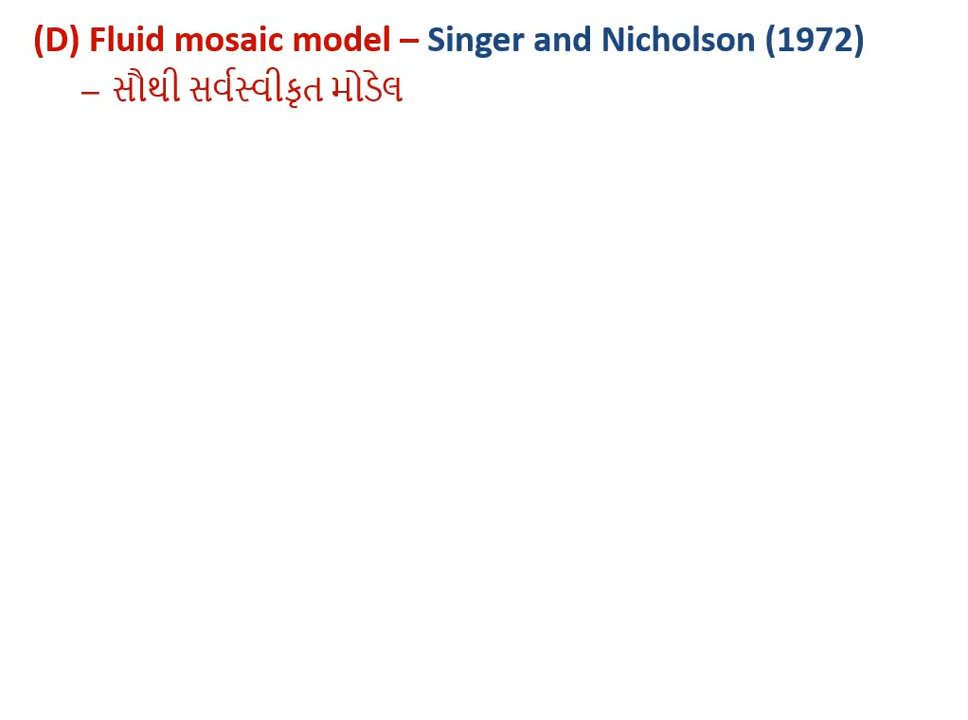 (D) Fluid mosaic model – Singer and Nicholson (1972)
– સૌથી સર્વસ્વીકૃત મોડેલ